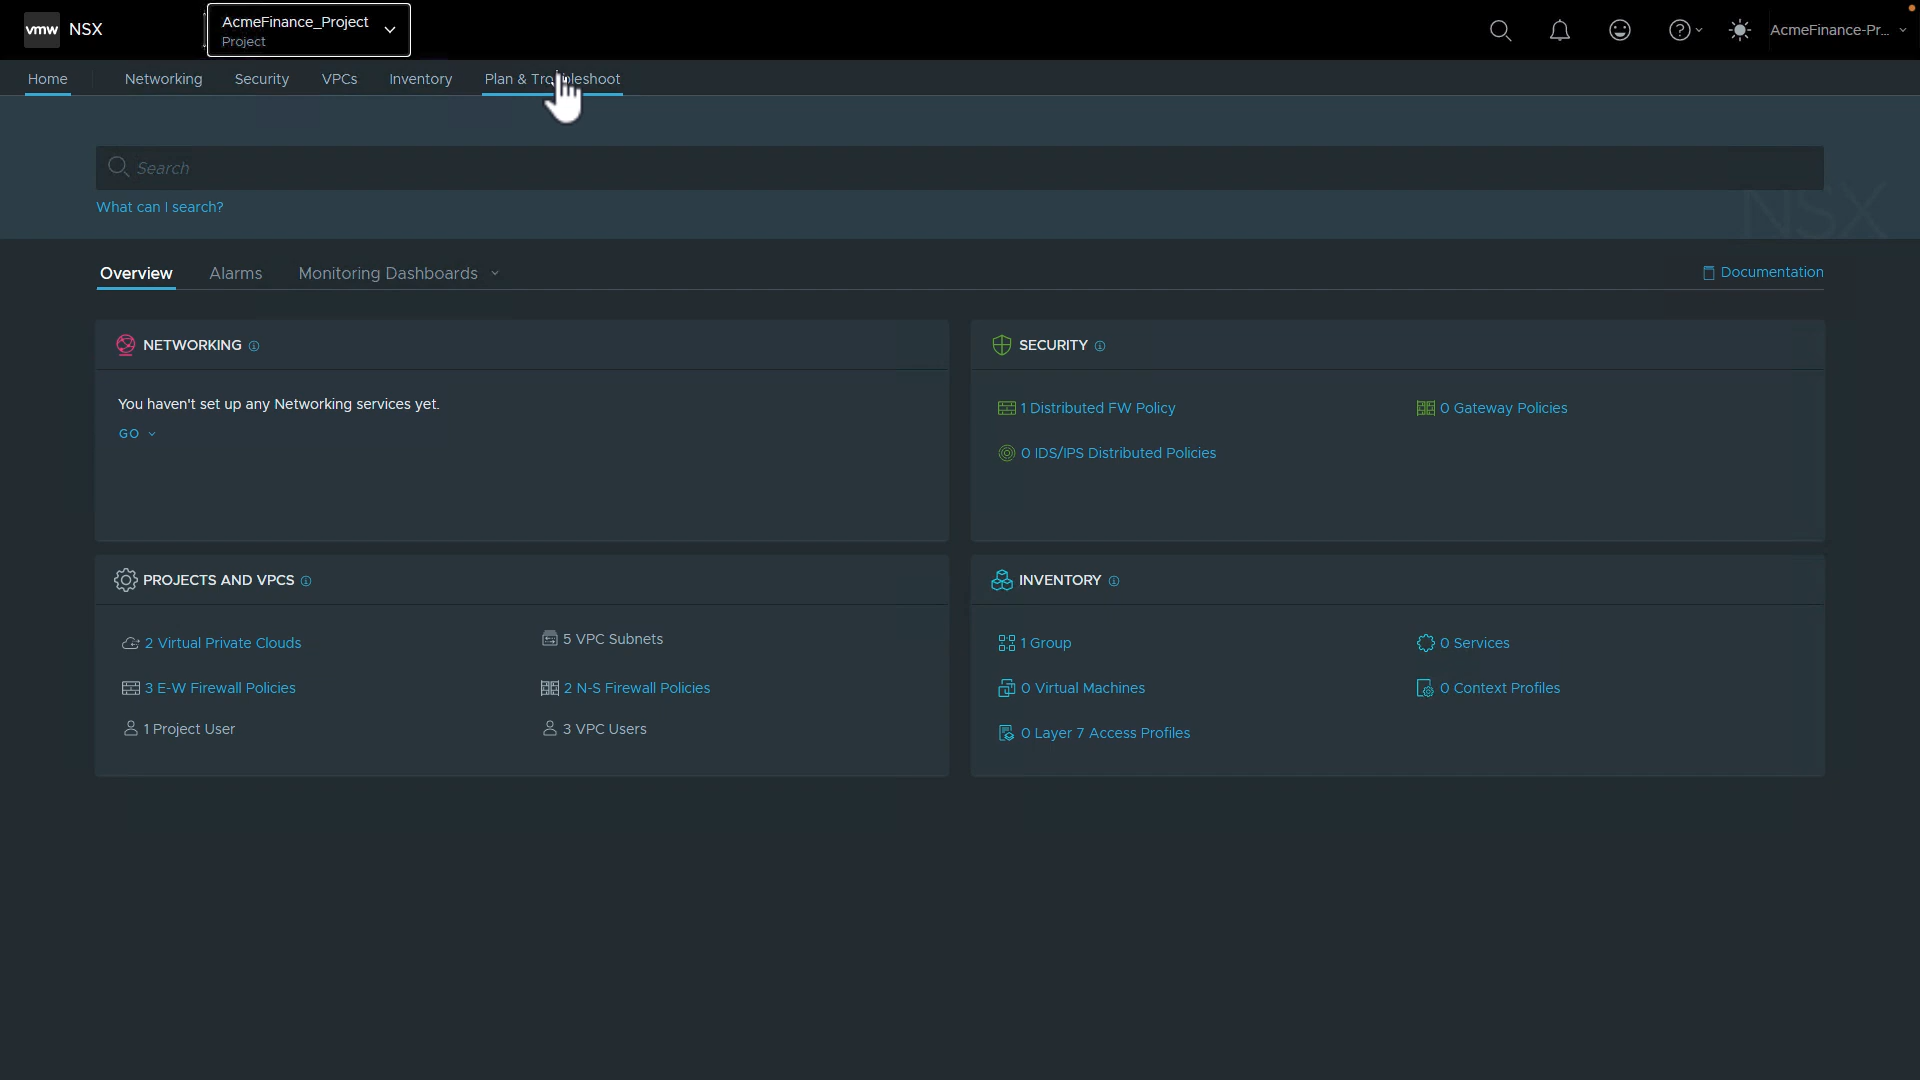 vmw NSX
AcmeFinance_Project
Project
AcmeFinance-Pr...
Home
Networking
Security
VPCs
Inventory
Plan & Troubleshoot
Search
What can I search?
NSX
Overview
Alarms
Monitoring Dashboards
Documentation
NETWORKING
You haven't set up any Networking services yet.
GO
SECURITY
1 Distributed FW Policy
0 Gateway Policies
0 IDS/IPS Distributed Policies
PROJECTS AND VPCS
2 Virtual Private Clouds
5 VPC Subnets
3 E-W Firewall Policies
2 N-S Firewall Policies
1 Project User
3 VPC Users
INVENTORY
1 Group
0 Services
0 Virtual Machines
0 Context Profiles
0 Layer 7 Access Profiles